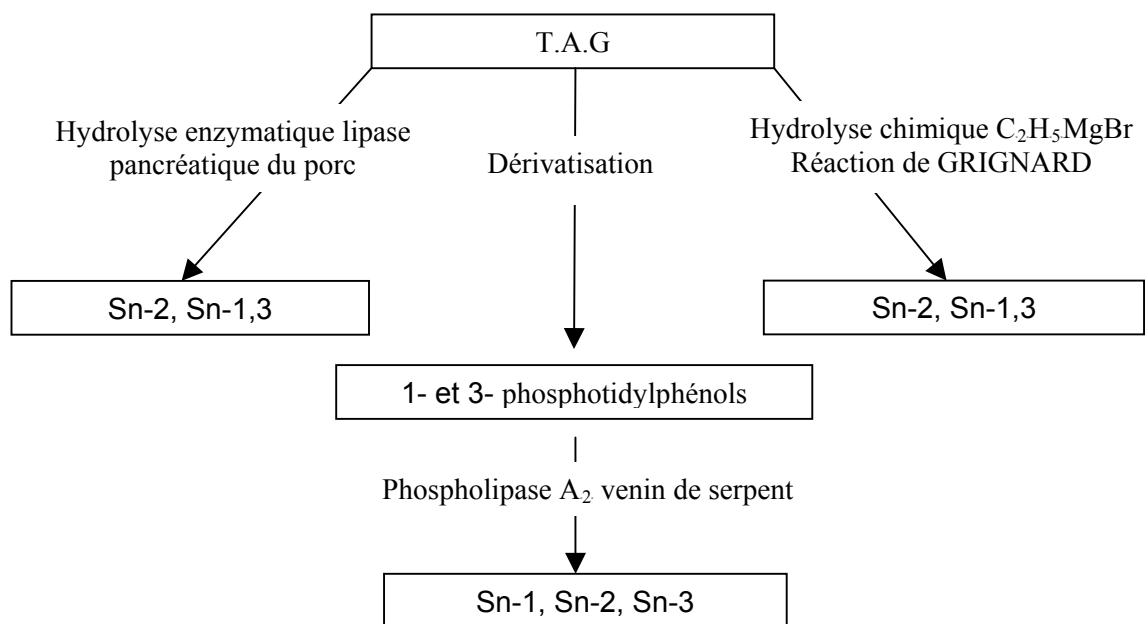 T.A.G
Hydrolyse enzymatique lipase
pancréatique du porc
Dérivatisation
Hydrolyse chimique C₂H₅MgBr
Réaction de GRIGNARD
Sn-2, Sn-1,3
Sn-2, Sn-1,3
1- et 3- phosphotidylphénols
Phospholipase A₂ venin de serpent
Sn-1, Sn-2, Sn-3